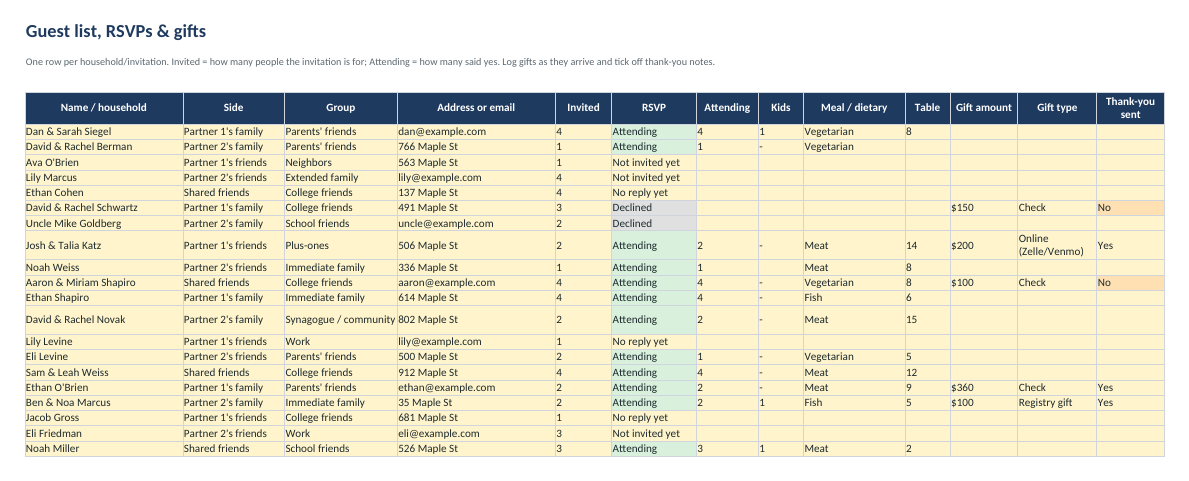 Guest list, RSVPs & gifts
One row per household/invitation. Invited = how many people the invitation is for; Attending = how many said yes. Log gifts as they arrive and tick off thank-you notes.
Name / household Side Group Address or email Invited RSVP Attending Kids Meal / dietary Table Gift amount Gift type Thank-you sent
Dan & Sarah Siegel Partner 1's family Parents' friends dan@example.com 4 Attending 4 1 Vegetarian 8
David & Rachel Berman Partner 2's family 766 Maple St 1 Attending 1 - Vegetarian
Ava O'Brien Partner 1's friends Neighbors 563 Maple St 1 Not invited yet
Lily Marcus Partner 2's friends Extended family lily@example.com 4 Not invited yet
Ethan Cohen Shared friends College friends 137 Maple St 4 No reply yet
David & Rachel Schwartz Partner 1's friends College friends 491 Maple St 3 Declined $150 Check No
Uncle Mike Goldberg Partner 2's family School friends uncle@example.com 2 Declined
Josh & Talia Katz Partner 1's friends Plus-ones 506 Maple St 2 Attending 2 - Meat 14 $200 Online (Zelle/Venmo) Yes
Noah Weiss Partner 2's family Immediate family 336 Maple St 1 Attending 1 Meat 8
Aaron & Miriam Shapiro Shared friends College friends aaron@example.com 4 Attending 4 - Vegetarian 8 $100 Check No
Ethan Shapiro Partner 1's family Immediate family 614 Maple St 4 Attending 4 - Fish 6
David & Rachel Novak Partner 2's family Synagogue / community 802 Maple St 2 Attending 2 - Meat 15
Lily Levine Partner 1's friends Work lily@example.com 1 No reply yet
Eli Levine Partner 2's friends Parents' friends 500 Maple St 2 Attending 1 - Vegetarian 5
Sam & Leah Weiss Shared friends College friends 912 Maple St 4 Attending 4 - Meat 12
Ethan O'Brien Partner 1's family Parents' friends ethan@example.com 2 Attending 2 - Meat 9 $360 Check Yes
Ben & Noa Marcus Partner 2's family Immediate family 35 Maple St 2 Attending 2 1 Fish 5 $100 Registry gift Yes
Jacob Gross Partner 1's friends College friends 681 Maple St 1 No reply yet
Eli Friedman Partner 2's friends Work eli@example.com 3 Not invited yet
Noah Miller Shared friends School friends 526 Maple St 3 Attending 3 1 Meat 2